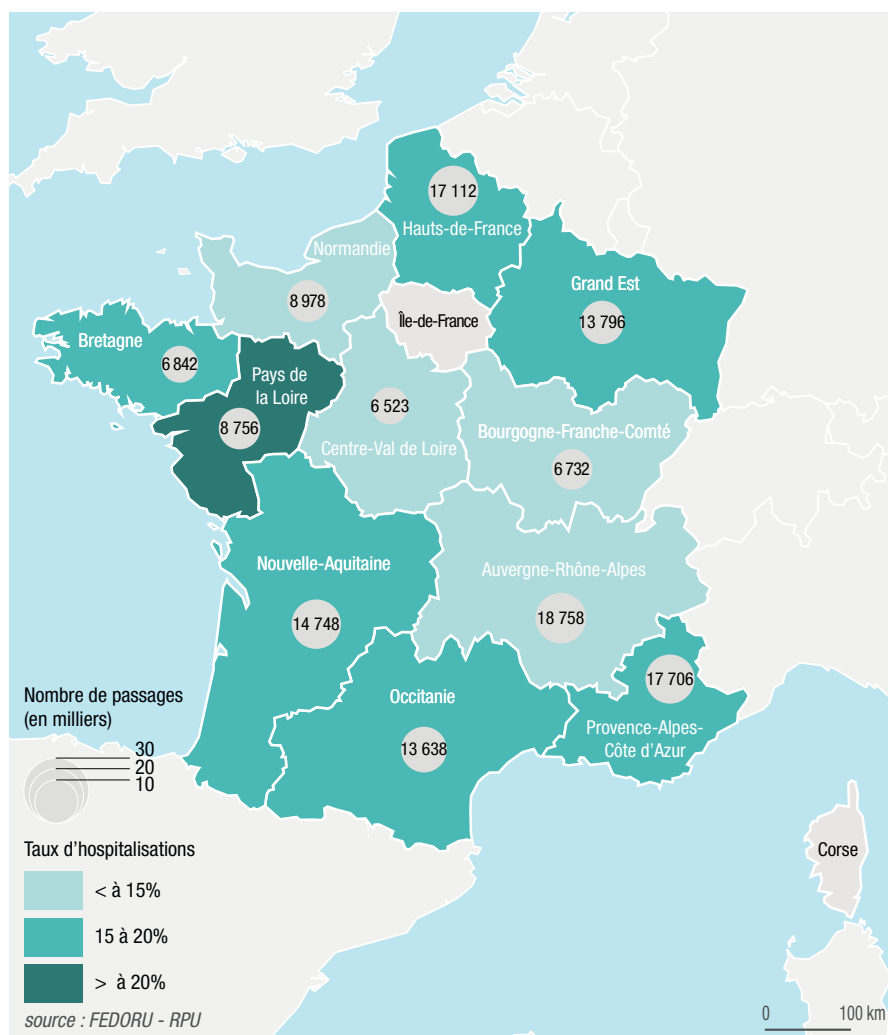 17 112
Hauts-de-France
Normandie
8 978
Grand Est
13 796
Île-de-France
Bretagne
6 842
Pays de
la Loire
8 756
6 523
Centre-Val de Loire
Bourgogne-Franche-Comté
6 732
Nouvelle-Aquitaine
14 748
Auvergne-Rhône-Alpes
18 758
Occitanie
13 638
17 706
Provence-Alpes-
Côte d'Azur
Corse
Nombre de passages
(en milliers)
30
20
10
Taux d'hospitalisations
< à 15%
15 à 20%
> à 20%
source : FEDORU - RPU
0 100 km